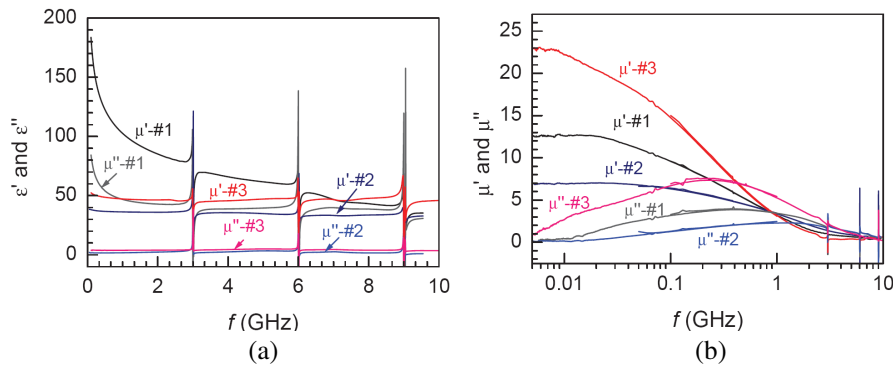 200
150
100
50
0
ε' and ε"
μ'-#1
μ"-#1
μ'-#3
μ'-#2
μ"-#3
μ"-#2
0 2 4 6 8 10
f (GHz)
(a)
25
20
15
10
5
0
μ' and μ"
μ'-#3
μ'-#1
μ'-#2
μ"-#3
μ"-#1
μ"-#2
0.01 0.1 1 10
f (GHz)
(b)